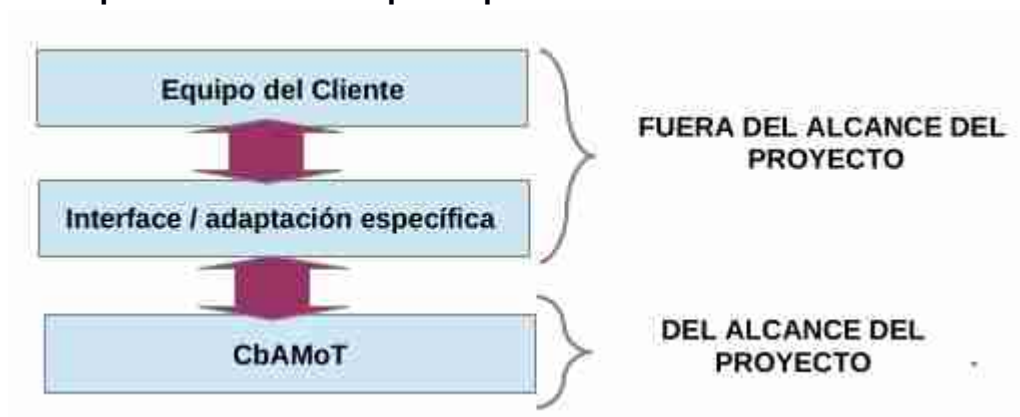 Equipo del Cliente
FUERA DEL ALCANCE DEL
PROYECTO
Interface / adaptación específica
DEL ALCANCE DEL
PROYECTO
CbAMoT